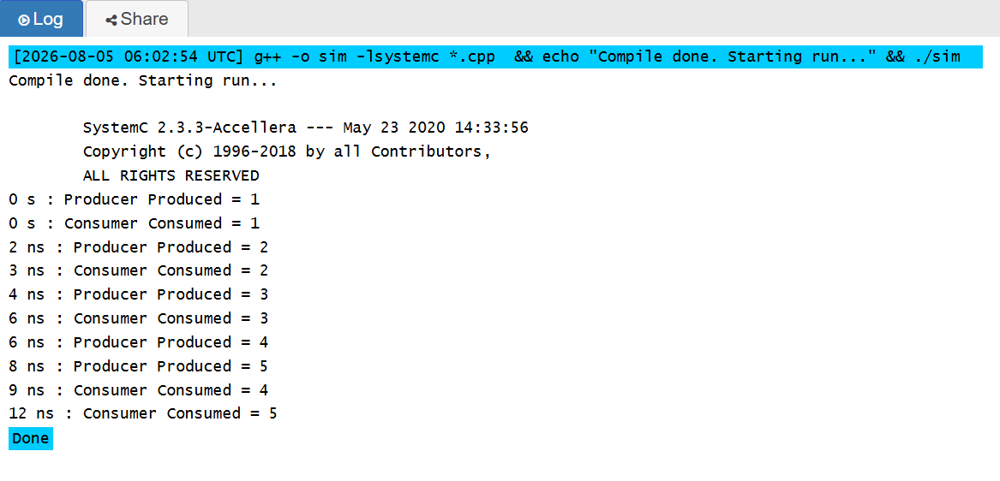 Log
Share
[2026-08-05 06:02:54 UTC] g++ -o sim -lsystemc *.cpp  && echo "Compile done. Starting run..." && ./sim
Compile done. Starting run...
SystemC 2.3.3-Accellera --- May 23 2020 14:33:56
Copyright (c) 1996-2018 by all Contributors,
ALL RIGHTS RESERVED
0 s : Producer Produced = 1
0 s : Consumer Consumed = 1
2 ns : Producer Produced = 2
3 ns : Consumer Consumed = 2
4 ns : Producer Produced = 3
6 ns : Consumer Consumed = 3
6 ns : Producer Produced = 4
8 ns : Producer Produced = 5
9 ns : Consumer Consumed = 4
12 ns : Consumer Consumed = 5
Done